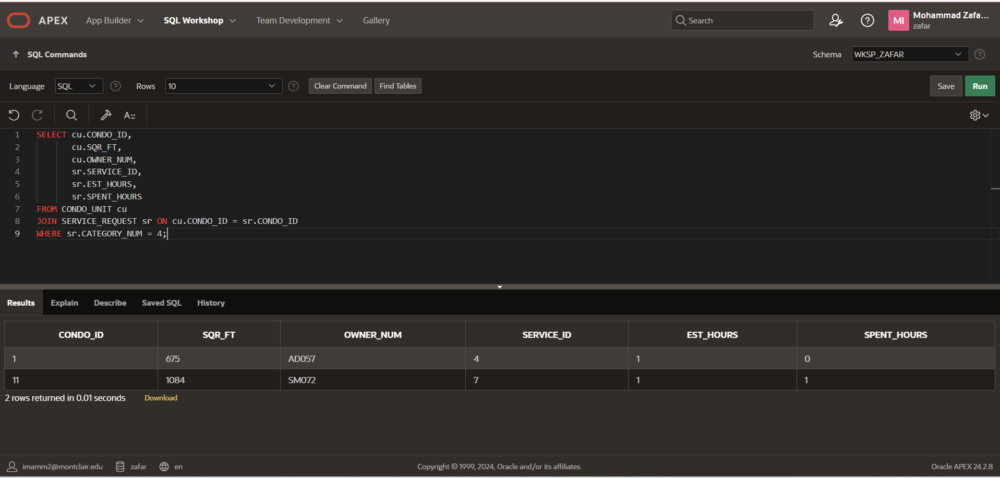 APEX App Builder SQL Workshop Team Development Gallery Search MI Mohammad Zafa...
zafar
SQL Commands Schema WKSP_ZAFAR
Language SQL Rows 10 Clear Command Find Tables Save Run
A
1 SELECT cu.CONDO_ID,
2 cu.SQR_FT,
3 cu.OWNER_NUM,
4 sr.SERVICE_ID,
5 sr.EST_HOURS,
6 sr.SPENT_HOURS
7 FROM CONDO_UNIT cu
8 JOIN SERVICE_REQUEST sr ON cu.CONDO_ID = sr.CONDO_ID
9 WHERE sr.CATEGORY_NUM = 4;
Results Explain Describe Saved SQL History
CONDO_ID SQR_FT OWNER_NUM SERVICE_ID EST_HOURS SPENT_HOURS
1 675 AD057 4 1 0
11 1084 SM072 7 1 1
2 rows returned in 0.01 seconds Download
imamm2@montclair.edu zafar en Copyright © 1999, 2024, Oracle and/or its affiliates. Oracle APEX 24.2.8